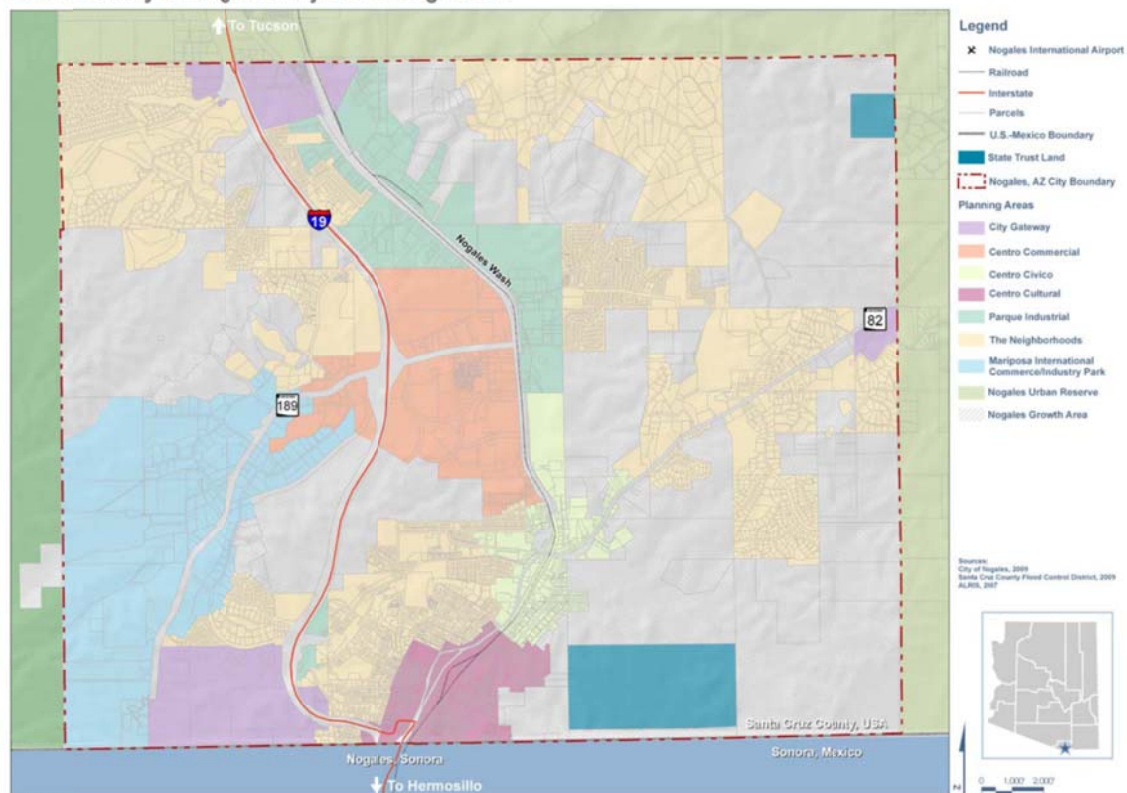 To Tucson
19
Nogales Wash
82
189
Santa Cruz County, USA
Nogales, Sonora
Sonora, Mexico
To Hermosillo
Legend
Nogales International Airport
Railroad
Interstate
Parcels
U.S.-Mexico Boundary
State Trust Land
Nogales, AZ City Boundary
Planning Areas
City Gateway
Centro Commercial
Centro Civico
Centro Cultural
Parque Industrial
The Neighborhoods
Mariposa International
Commerce/Industry Park
Nogales Urban Reserve
Nogales Growth Area
Sources:
City of Nogales, 2009
Santa Cruz County Flood Control District, 2009
ALRIS, 2007
N
0 1,000' 2,000'